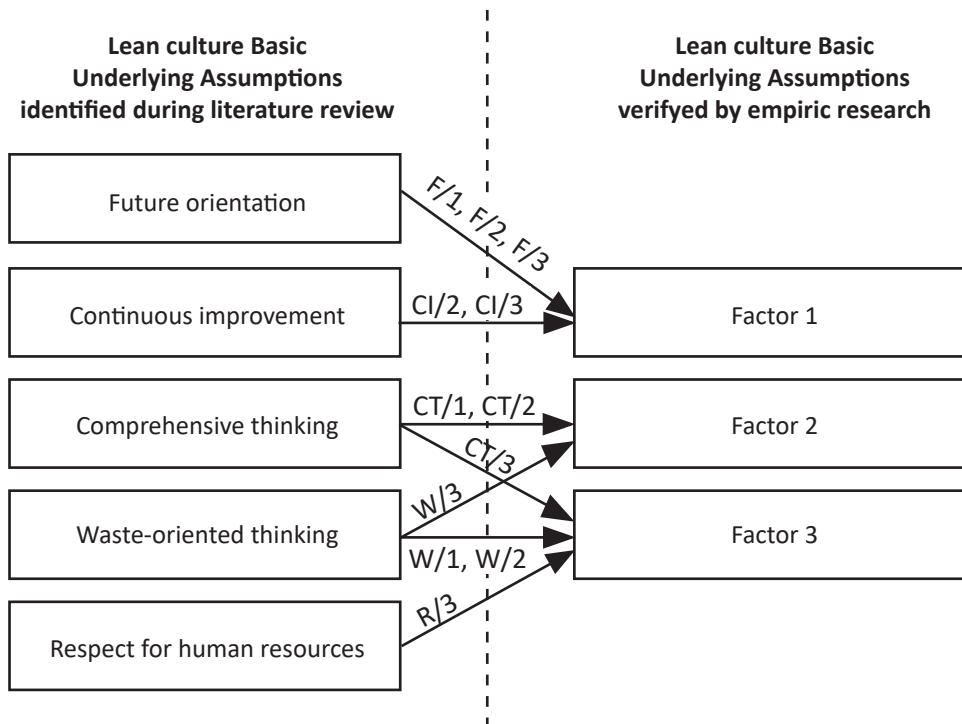 Lean culture Basic
Underlying Assumptions
identified during literature review
Lean culture Basic
Underlying Assumptions
verifyed by empiric research
Future orientation
F/1, F/2, F/3
Continuous improvement
CI/2, CI/3
Factor 1
Comprehensive thinking
CT/1, CT/2
Factor 2
CT/3
W/3
Waste-oriented thinking
Factor 3
W/1, W/2
R/3
Respect for human resources